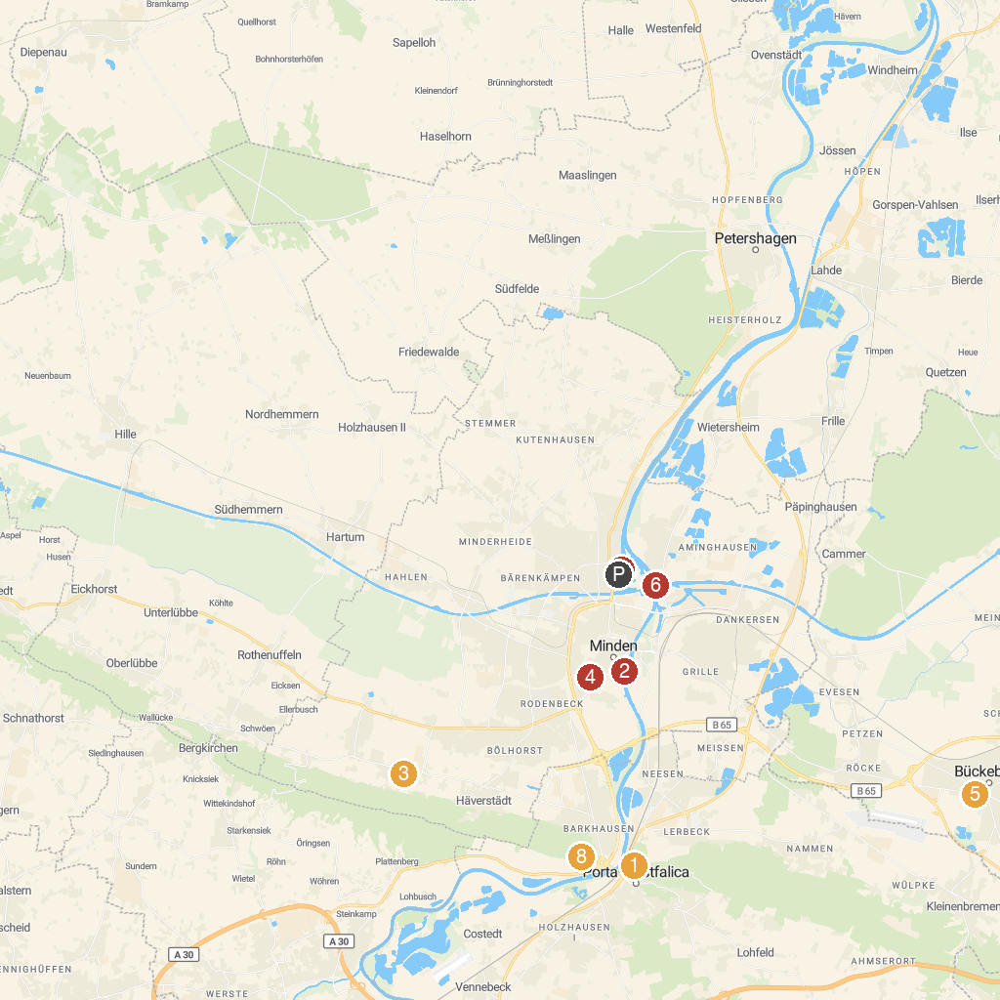 Bramkamp
Quellhorst
Diepenau
Sapelloh
Bohnhorsterhöfen
Kleinendorf
Brünninghorstedt
Haselhorn
Halle
Westenfeld
Hävern
Ovenstädt
Windheim
Ilse
Jössen
HÖPEN
Maaslingen
HOPFENBERG
Gorspen-Vahlsen
Meßlingen
Petershagen
Lahde
Bierde
Südfelde
HEISTERHOLZ
Friedewalde
Timpen
Heue
Neuenbaum
Quetzen
Nordhemmern
Holzhausen II
STEMMER
Hille
KUTENHAUSEN
Wietersheim
Frille
Südhemmern
Päpinghausen
Aspel
Horst
Hartum
MINDERHEIDE
AMINGHAUSEN
Husen
Cammer
HAHLEN
BÄRENKÄMPEN
P
6
Eickhorst
Köhlte
Unterlübbe
DANKERSEN
Minden
Rothenuffeln
Oberlübbe
4
2
GRILLE
Eicksen
EVESEN
RODENBECK
Ellerbusch
Schnathorst
Wallücke
Schwöen
B 65
PETZEN
Bergkirchen
Siedinghausen
BÖLHORST
MEISSEN
RÖCKE
3
NEESEN
Knicksiek
B 65
5
Wittekindshof
Häverstädt
Starkensiek
BARKHAUSEN
LERBECK
Öringsen
NAMMEN
8
1
Röhn
Plattenberg
Sundern
Wietel
Wöhren
WÜLPKE
Lohbusch
Kleinenbremen
Steinkamp
HOLZHAUSEN
Costedt
A 30
A 30
Lohfeld
AHMSERORT
Vennebeck
WERSTE